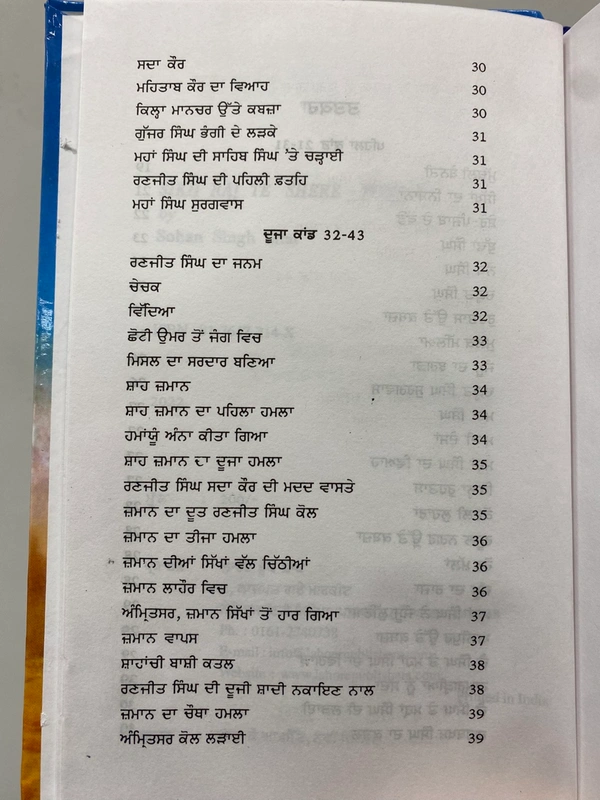 ਸਦਾ ਕੌਰ 30
ਮਹਿਤਾਬ ਕੌਰ ਦਾ ਵਿਆਹ 30
ਕਿਲ੍ਹਾ ਮਾਨਚਰ ਉੱਤੇ ਕਬਜ਼ਾ 30
ਗੁੱਜਰ ਸਿੰਘ ਭੰਗੀ ਦੇ ਲੜਕੇ 31
ਮਹਾਂ ਸਿੰਘ ਦੀ ਸਾਹਿਬ ਸਿੰਘ 'ਤੇ ਚੜ੍ਹਾਈ 31
ਰਣਜੀਤ ਸਿੰਘ ਦੀ ਪਹਿਲੀ ਫ਼ਤਹਿ 31
ਮਹਾਂ ਸਿੰਘ ਸੁਰਗਵਾਸ 31
ਦੂਜਾ ਕਾਂਡ 32-43
ਰਣਜੀਤ ਸਿੰਘ ਦਾ ਜਨਮ 32
ਚੇਚਕ 32
ਵਿੱਦਿਆ 32
ਛੋਟੀ ਉਮਰ ਤੋਂ ਜੰਗ ਵਿਚ 33
ਮਿਸਲ ਦਾ ਸਰਦਾਰ ਬਣਿਆ 33
ਸ਼ਾਹ ਜ਼ਮਾਨ 34
ਸ਼ਾਹ ਜ਼ਮਾਨ ਦਾ ਪਹਿਲਾ ਹਮਲਾ 34
ਹਮਾਂਯੂੰ ਅੰਨਾ ਕੀਤਾ ਗਿਆ 34
ਸ਼ਾਹ ਜ਼ਮਾਨ ਦਾ ਦੂਜਾ ਹਮਲਾ 35
ਰਣਜੀਤ ਸਿੰਘ ਸਦਾ ਕੌਰ ਦੀ ਮਦਦ ਵਾਸਤੇ 35
ਜ਼ਮਾਨ ਦਾ ਦੂਤ ਰਣਜੀਤ ਸਿੰਘ ਕੋਲ 35
ਜ਼ਮਾਨ ਦਾ ਤੀਜਾ ਹਮਲਾ 36
ਜ਼ਮਾਨ ਦੀਆਂ ਸਿੱਖਾਂ ਵੱਲ ਚਿੱਠੀਆਂ 36
ਜ਼ਮਾਨ ਲਾਹੌਰ ਵਿਚ 36
ਅੰਮ੍ਰਿਤਸਰ, ਜ਼ਮਾਨ ਸਿੱਖਾਂ ਤੋਂ ਹਾਰ ਗਿਆ 37
ਜ਼ਮਾਨ ਵਾਪਸ 37
ਸ਼ਾਹਾਂਚੀ ਬਾਸ਼ੀ ਕਤਲ 38
ਰਣਜੀਤ ਸਿੰਘ ਦੀ ਦੂਜੀ ਸ਼ਾਦੀ ਨਕਾਇਣ ਨਾਲ 38
ਜ਼ਮਾਨ ਦਾ ਚੌਥਾ ਹਮਲਾ 39
ਅੰਮ੍ਰਿਤਸਰ ਕੋਲ ਲੜਾਈ 39